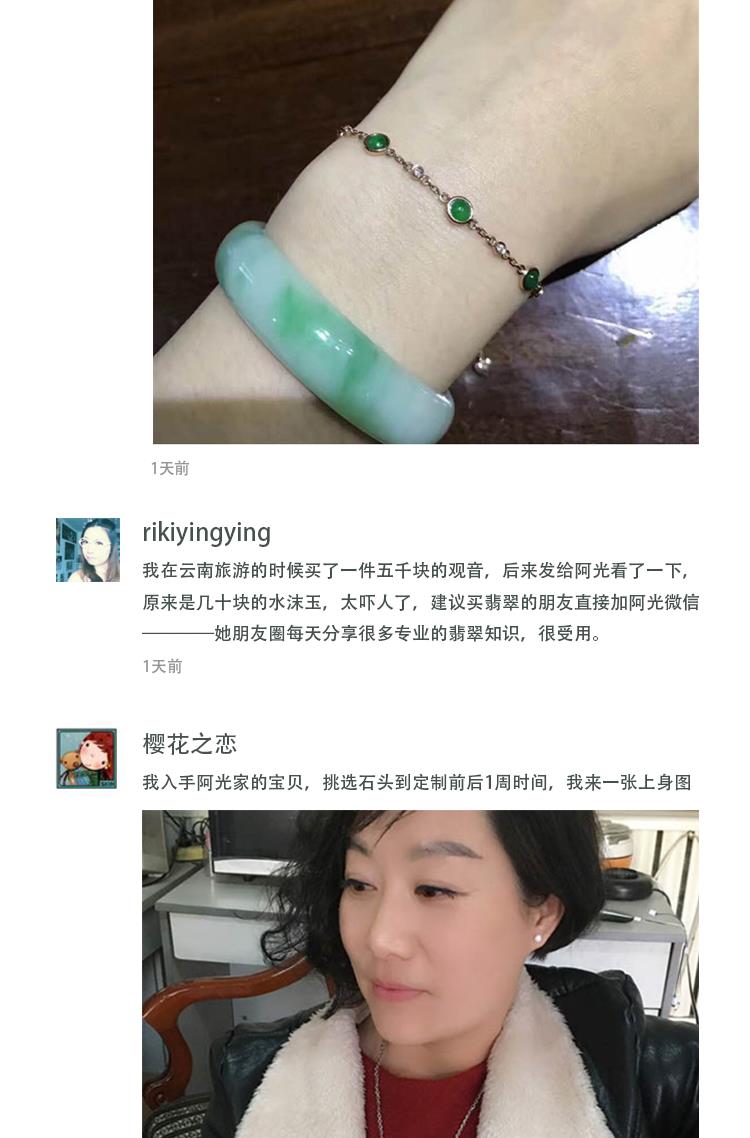 1天前
rikiyingying
我在云南旅游的时候买了一件五千块的观音，后来发给阿光看了一下，
原来是几十块的水沫玉，太吓人了，建议买翡翠的朋友直接加阿光微信
————她朋友圈每天分享很多专业的翡翠知识，很受用。
1天前
樱花之恋
我入手阿光家的宝贝，挑选石头到定制前后1周时间，我来一张上身图